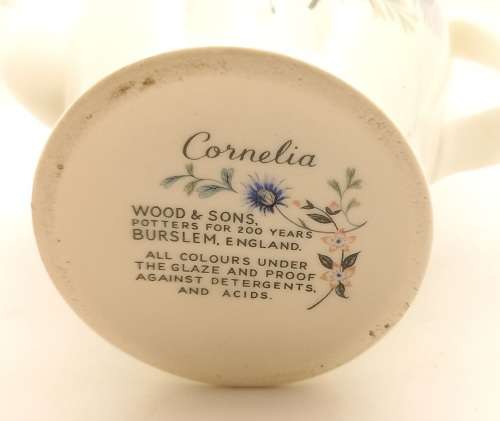 Cornelia
WOOD & SONS.
POTTERS FOR 200 YEARS
BURSLEM, ENGLAND.
ALL COLOURS UNDER
THE GLAZE AND PROOF
AGAINST DETERGENTS,
AND ACIDS.